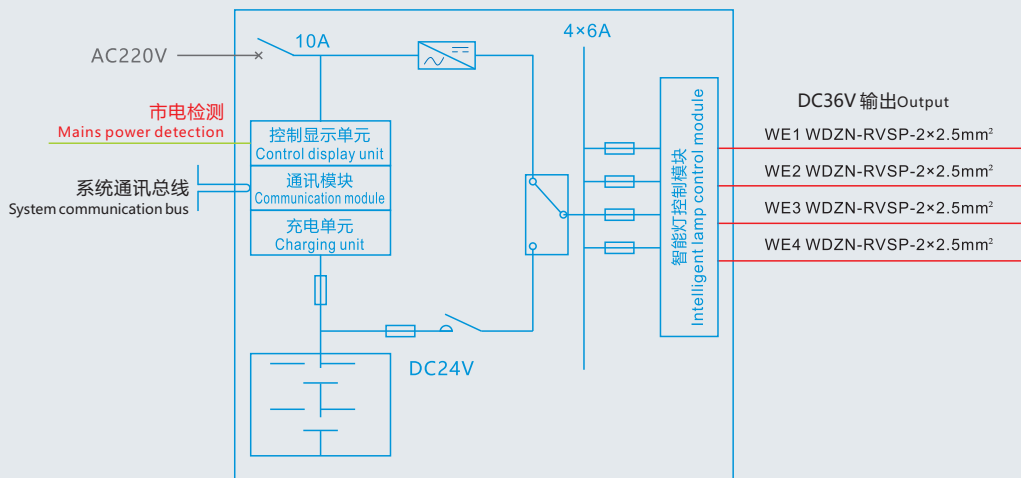 10A
4×6A
AC220V
市电检测
Mains power detection
控制显示单元
Control display unit
通讯模块
Communication module
充电单元
Charging unit
系统通讯总线
System communication bus
DC24V
智能灯控制模块
Intelligent lamp control module
DC36V 输出Output
WE1 WDZN-RVSP-2×2.5mm²
WE2 WDZN-RVSP-2×2.5mm²
WE3 WDZN-RVSP-2×2.5mm²
WE4 WDZN-RVSP-2×2.5mm²